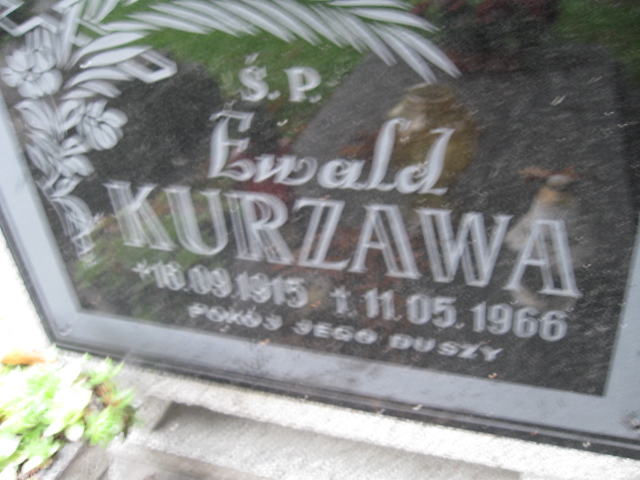 Ś.P.
Ewald
KURZAWA
*16.09.1915 † 11.05.1966
POKÓJ JEGO DUSZY